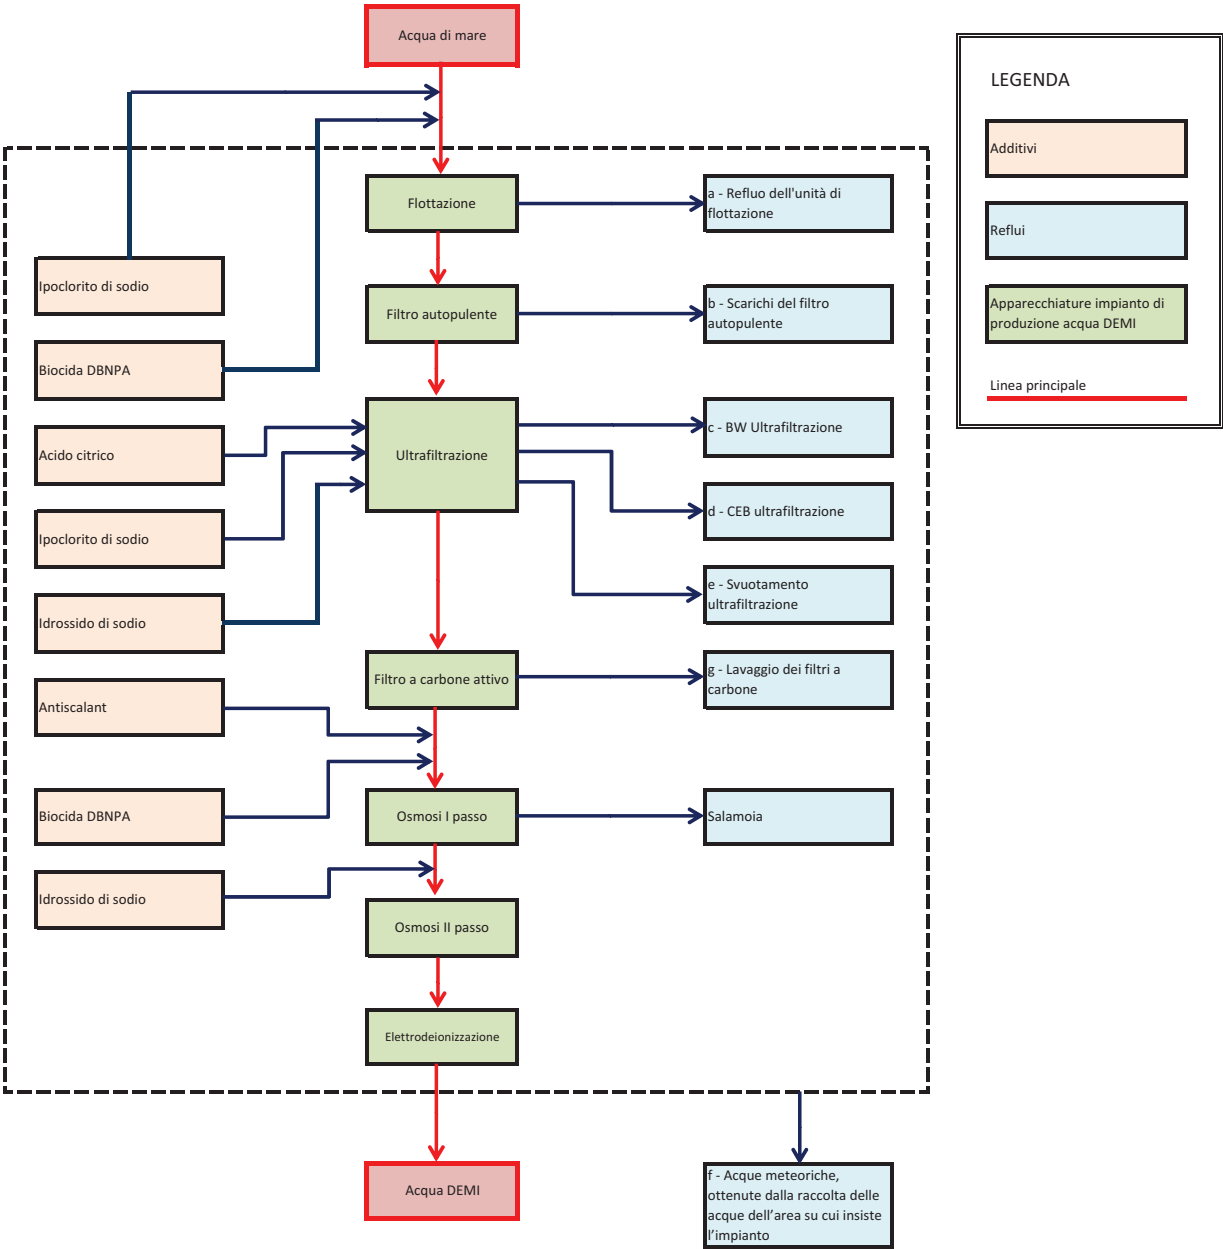 Acqua di mare
LEGENDA
Additivi
Reflui
Apparecchiature impianto di
produzione acqua DEMI
Linea principale
Flottazione
a - Refluo dell'unità di
flottazione
Ipoclorito di sodio
Filtro autopulente
b - Scarichi del filtro
autopulente
Biocida DBNPA
Acido citrico
Ultrafiltrazione
c - BW Ultrafiltrazione
Ipoclorito di sodio
d - CEB ultrafiltrazione
Idrossido di sodio
e - Svuotamento
ultrafiltrazione
Filtro a carbone attivo
g - Lavaggio dei filtri a
carbone
Antiscalant
Biocida DBNPA
Osmosi I passo
Salamoia
Idrossido di sodio
Osmosi II passo
Elettrodeionizzazione
Acqua DEMI
f - Acque meteoriche,
ottenute dalla raccolta delle
acque dell’area su cui insiste
l’impianto